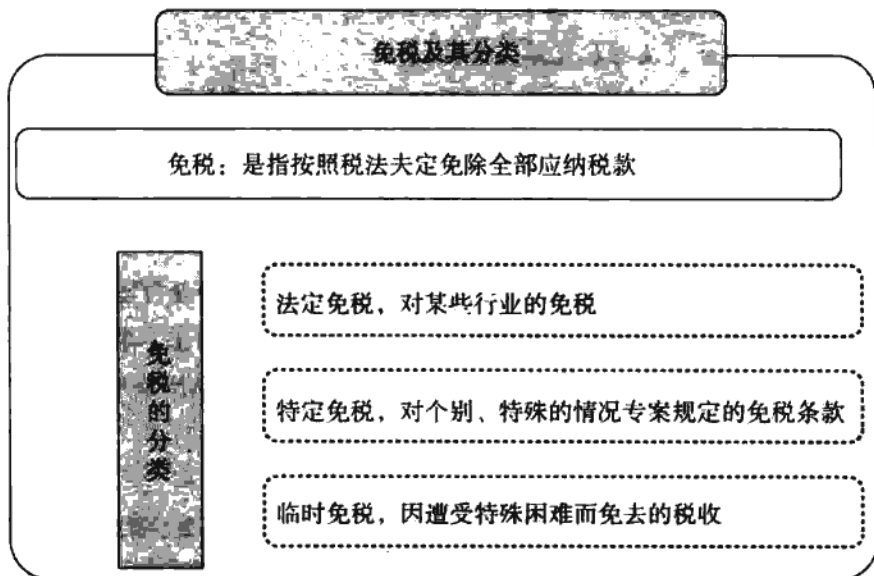 免税及其分类
免税：是指按照税法夫定免除全部应纳税款
免税的分类
法定免税，对某些行业的免税
特定免税，对个别、特殊的情况专案规定的免税条款
临时免税，因遭受特殊困难而免去的税收